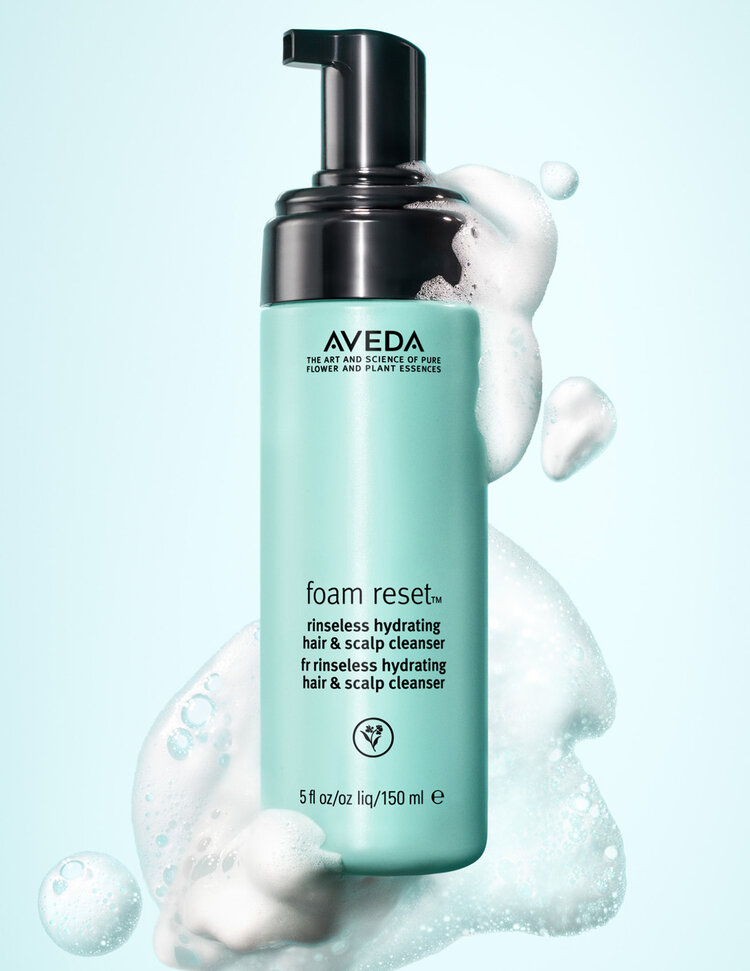 AVEDA
THE ART AND SCIENCE OF PURE
FLOWER AND PLANT ESSENCES
foam reset™
rinseless hydrating
hair & scalp cleanser
fr rinseless hydrating
hair & scalp cleanser
5 fl oz/oz liq/150 ml ℮